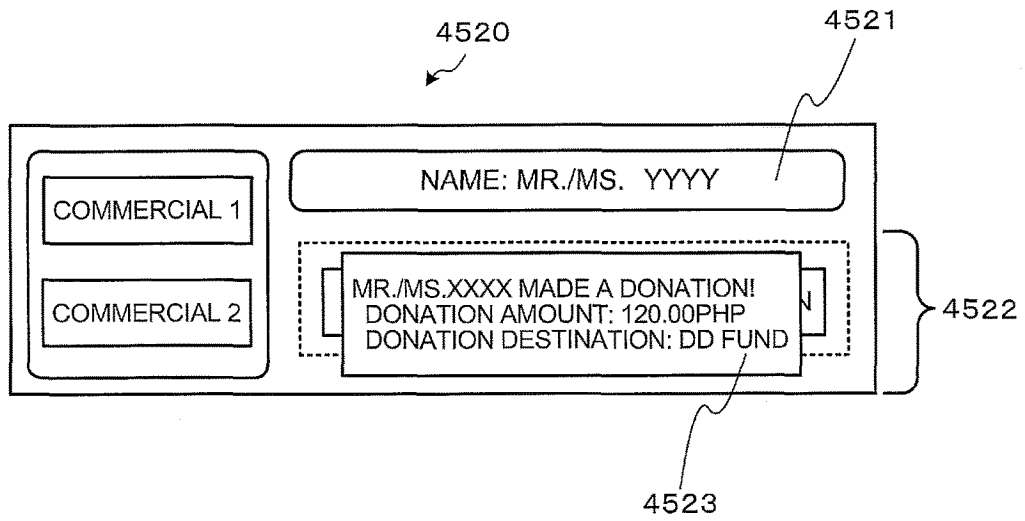 4520
4521
NAME: MR./MS. YYYY
COMMERCIAL 1
COMMERCIAL 2
MR./MS.XXXX MADE A DONATION!
DONATION AMOUNT: 120.00PHP
DONATION DESTINATION: DD FUND
N
4522
4523